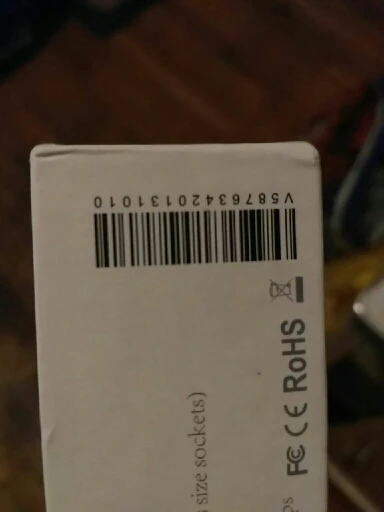 V58763420131010
size sockets)
FC CE RoHS